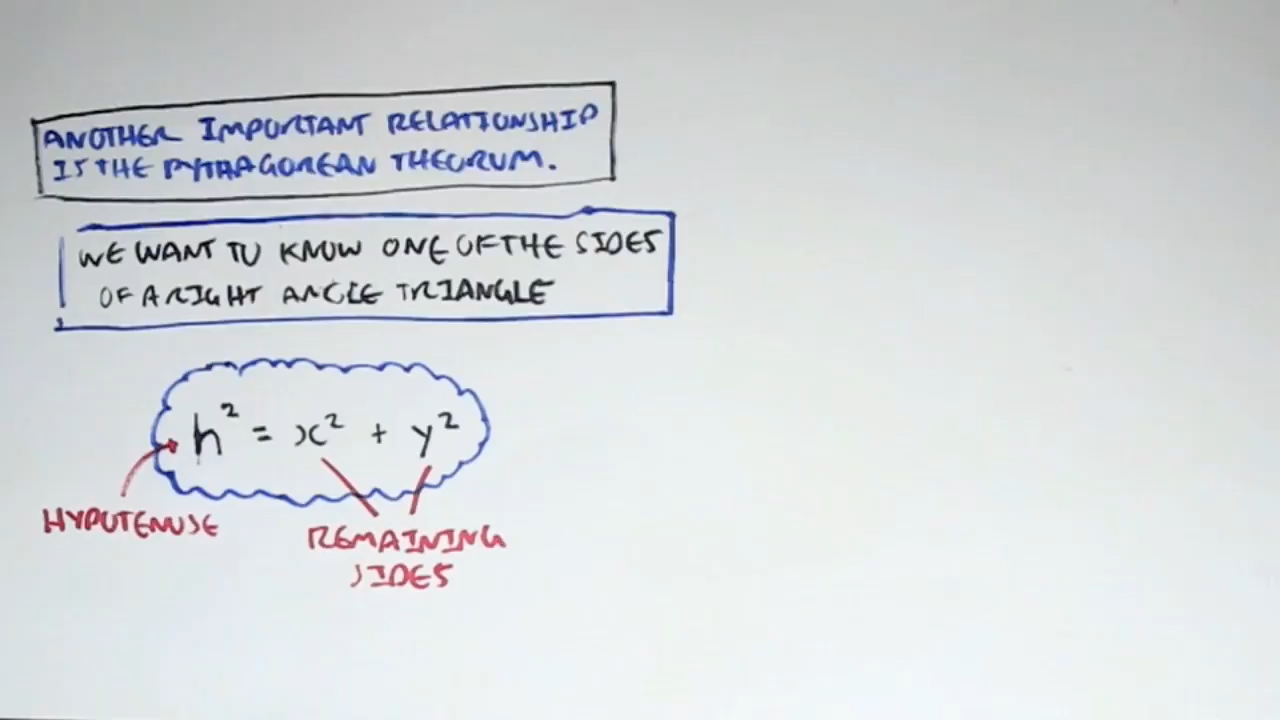 ANOTHER IMPORTANT RELATIONSHIP
IS THE PYTHAGOREAN THEORUM.
WE WANT TO KNOW ONE OF THE SIDES
OF A RIGHT ANGLE TRIANGLE
h² = x² + y²
HYPOTENUSE
REMAINING
SIDES